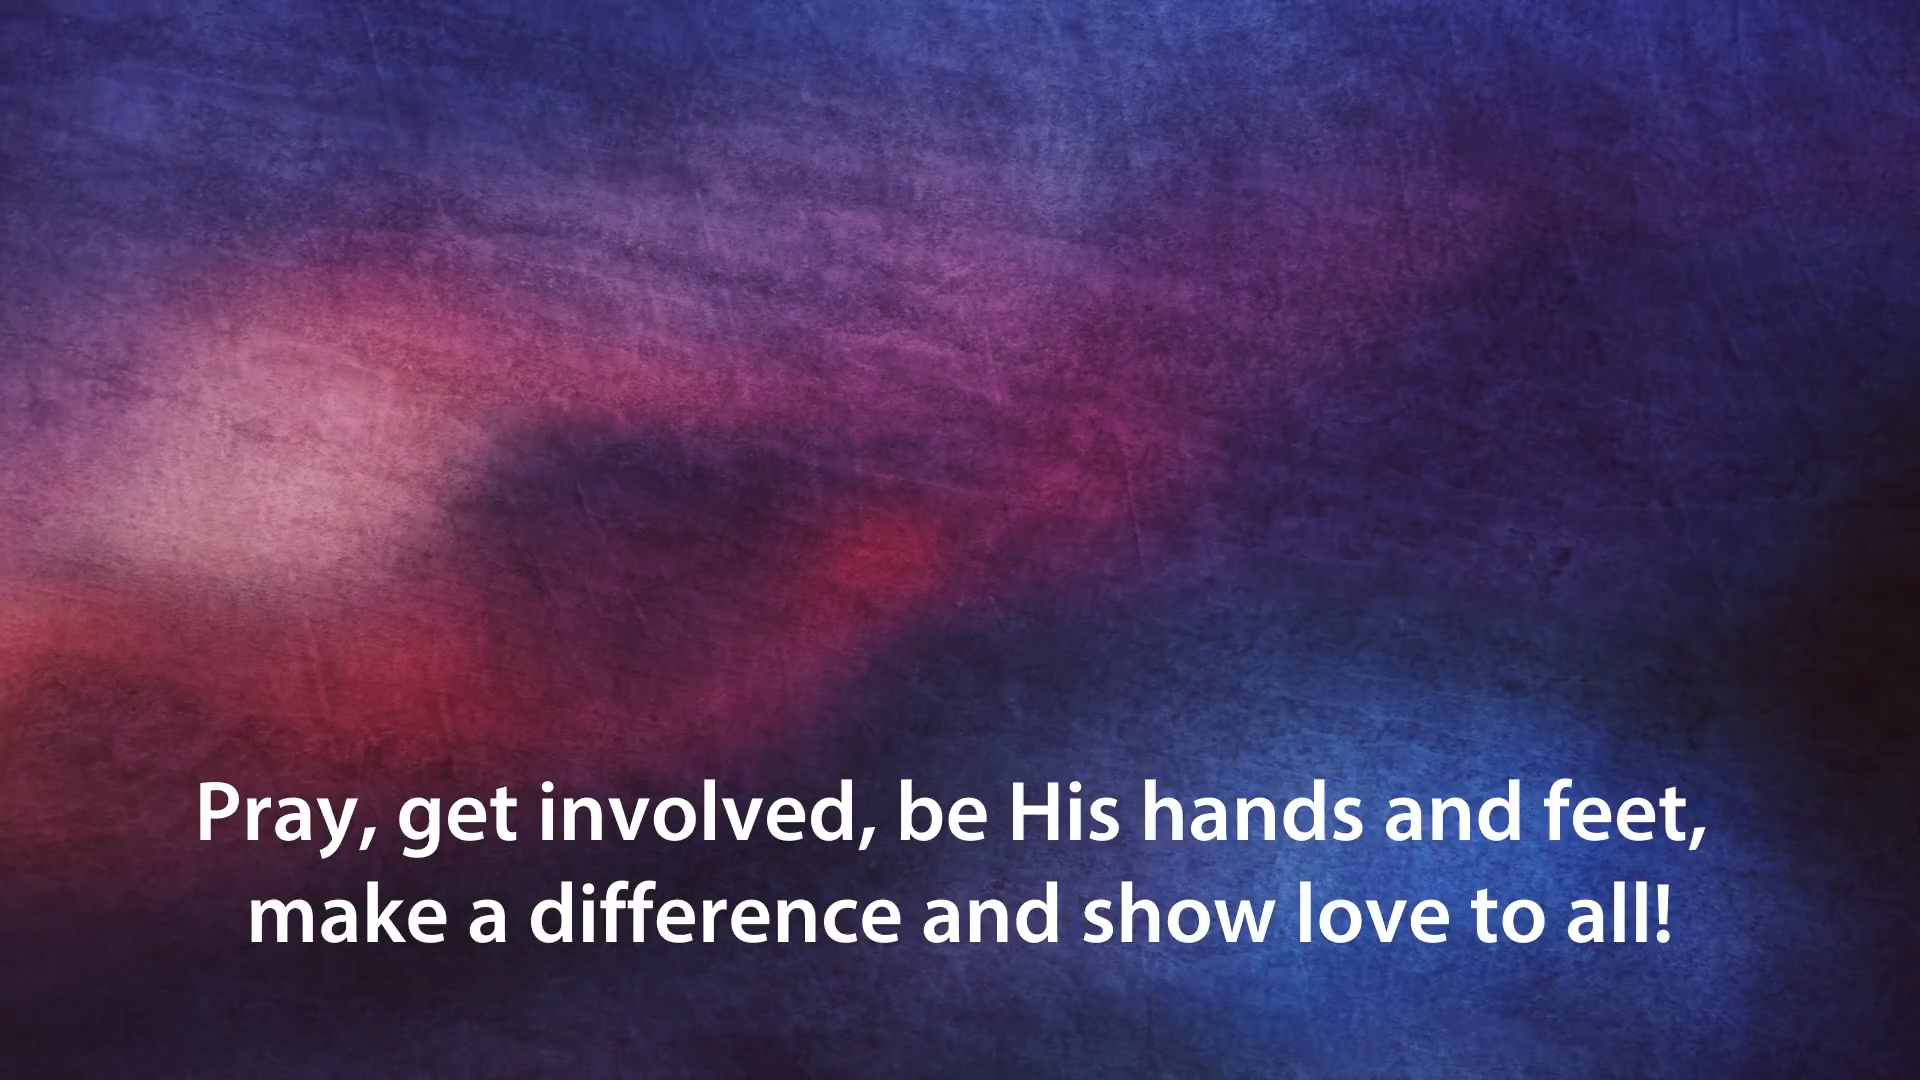 Pray, get involved, be His hands and feet,
make a difference and show love to all!